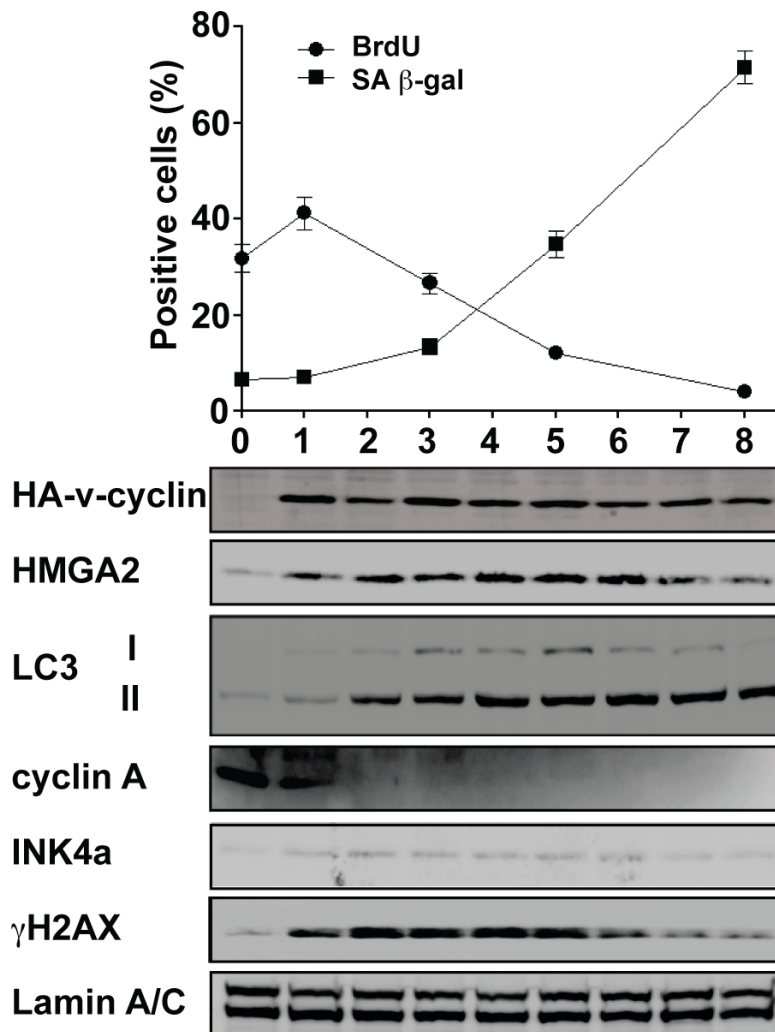 80
60
40
20
0
Positive cells (%)
BrdU
SA β-gal
0 1 2 3 4 5 6 7 8
HA-v-cyclin
HMGA2
LC3
I
II
cyclin A
INK4a
γH2AX
Lamin A/C